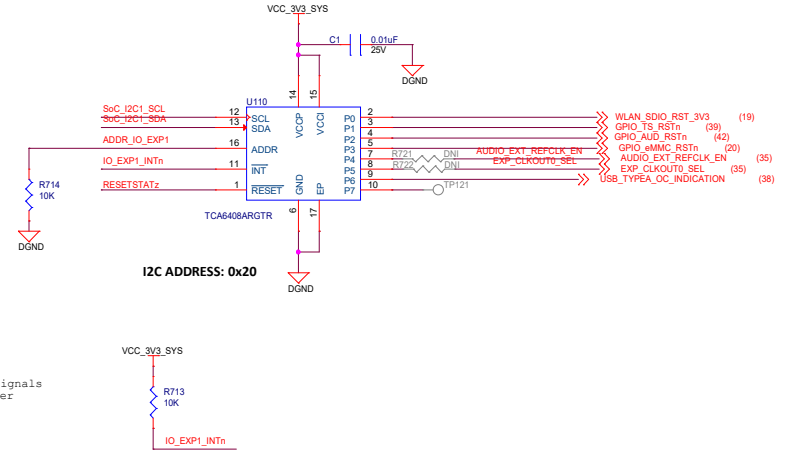 VCC_3V3_SYS
C1 0.01uF
25V
DGND
U110
14 15
SoC_I2C1_SCL 12 SCL VCCP VCCI P0 2 WLAN_SDIO_RST_3V3 (19)
SoC_I2C1_SDA 13 SDA P1 3 GPIO_TS_RSTn (39)
P2 4 GPIO_AUD_RSTn (42)
ADDR_IO_EXP1 16 ADDR P3 5 GPIO_eMMC_RSTn (20)
P4 7 R721 DNI AUDIO_EXT_REFCLK_EN AUDIO_EXT_REFCLK_EN (35)
IO_EXP1_INTn 11 INT P5 8 R722 DNI EXP_CLKOUT0_SEL EXP_CLKOUT0_SEL (35)
P6 9 USB_TYPEA_OC_INDICATION (38)
RESETSTATz 1 RESET GND EP P7 10 TP121
R714
10K
6 17
TCA6408ARGTR
DGND
I2C ADDRESS: 0x20
DGND
VCC_3V3_SYS
ignals
er
R713
10K
IO_EXP1_INTn